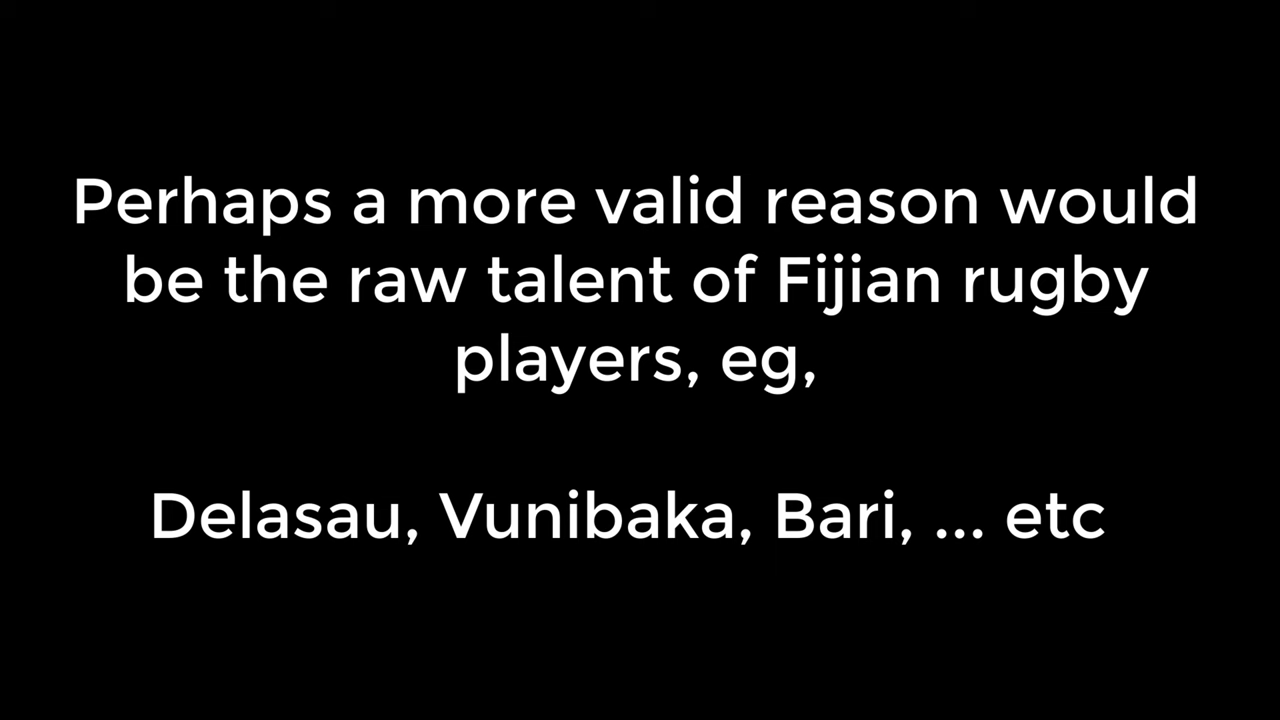 Perhaps a more valid reason would
be the raw talent of Fijian rugby
players, eg,
Delasau, Vunibaka, Bari, ... etc